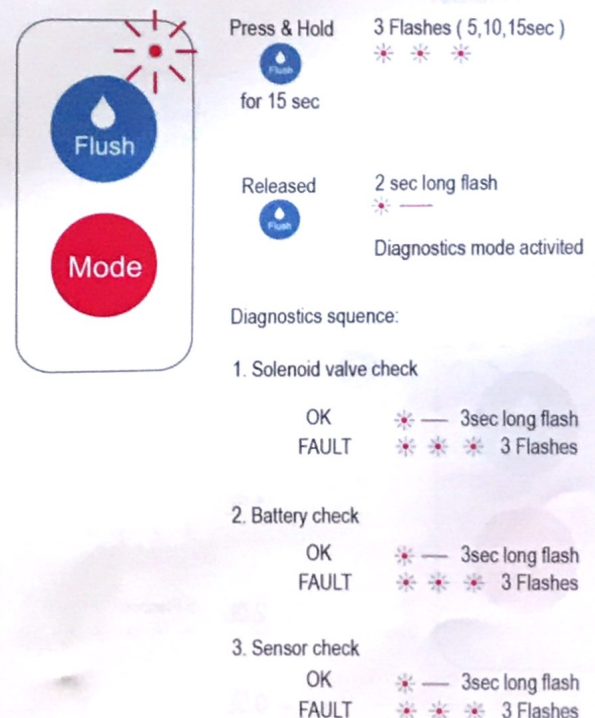 Flush
Mode
Press & Hold
Flush
for 15 sec
3 Flashes ( 5,10,15sec )
Released
Flush
2 sec long flash
Diagnostics mode activited
Diagnostics squence:
1. Solenoid valve check
OK — 3sec long flash
FAULT 3 Flashes
2. Battery check
OK — 3sec long flash
FAULT 3 Flashes
3. Sensor check
OK — 3sec long flash
FAULT 3 Flashes